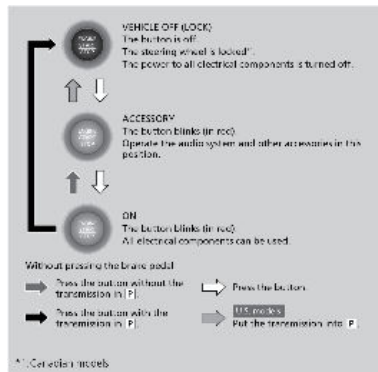 VEHICLE OFF (LOCK)
The button is off.
The steering wheel is locked*1.
The power to all electrical components is turned off.
ACCESSORY
The button blinks (in red).
Operate the audio system and other accessories in this
position.
ON
The button blinks (in red).
All electrical components can be used.
Without pressing the brake pedal
Press the button without the
transmission in P.
Press the button.
Press the button with the
transmission in P.
U.S. models
Put the transmission into P.
*1:Canadian models